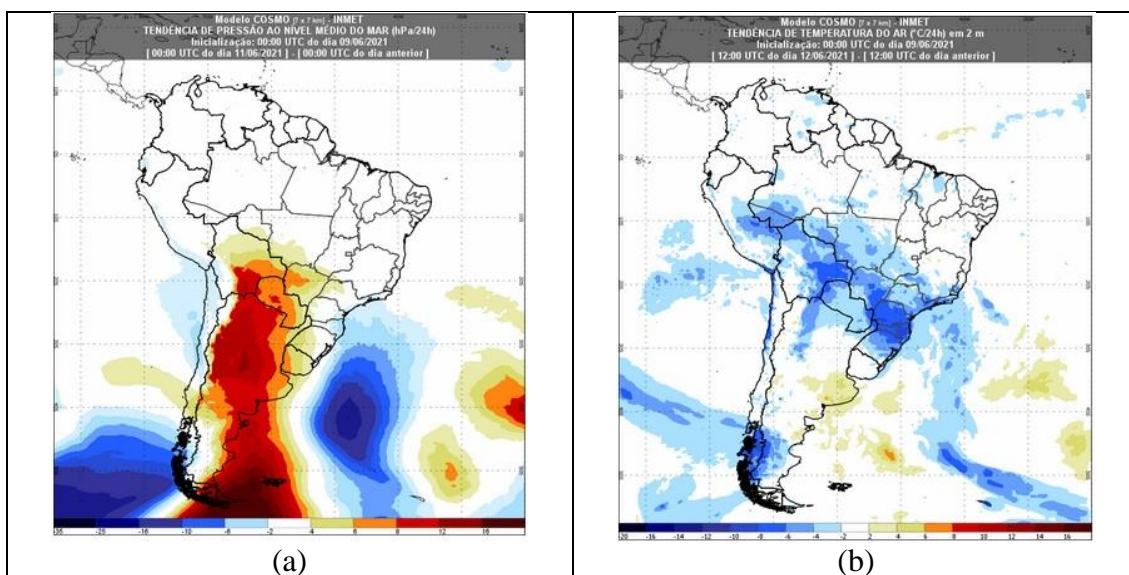 Modelo COSMO [7 x 7 km] - INMET
TENDÊNCIA DE PRESSÃO AO NÍVEL MÉDIO DO MAR (hPa/24h)
Inicialização: 00:00 UTC do dia 09/06/2021
[ 00:00 UTC do dia 11/06/2021 ] - [ 00:00 UTC do dia anterior ]
-35 -25 -16 -8 -2 4 8 12 16
(a)
Modelo COSMO [7 x 7 km] - INMET
TENDÊNCIA DE TEMPERATURA DO AR (°C/24h) em 2 m
Inicialização: 00:00 UTC do dia 09/06/2021
[ 12:00 UTC do dia 12/06/2021 ] - [ 12:00 UTC do dia anterior ]
-20 -16 -14 -12 -10 -8 -6 -4 -2 2 4 6 8 10 12 14 16
(b)